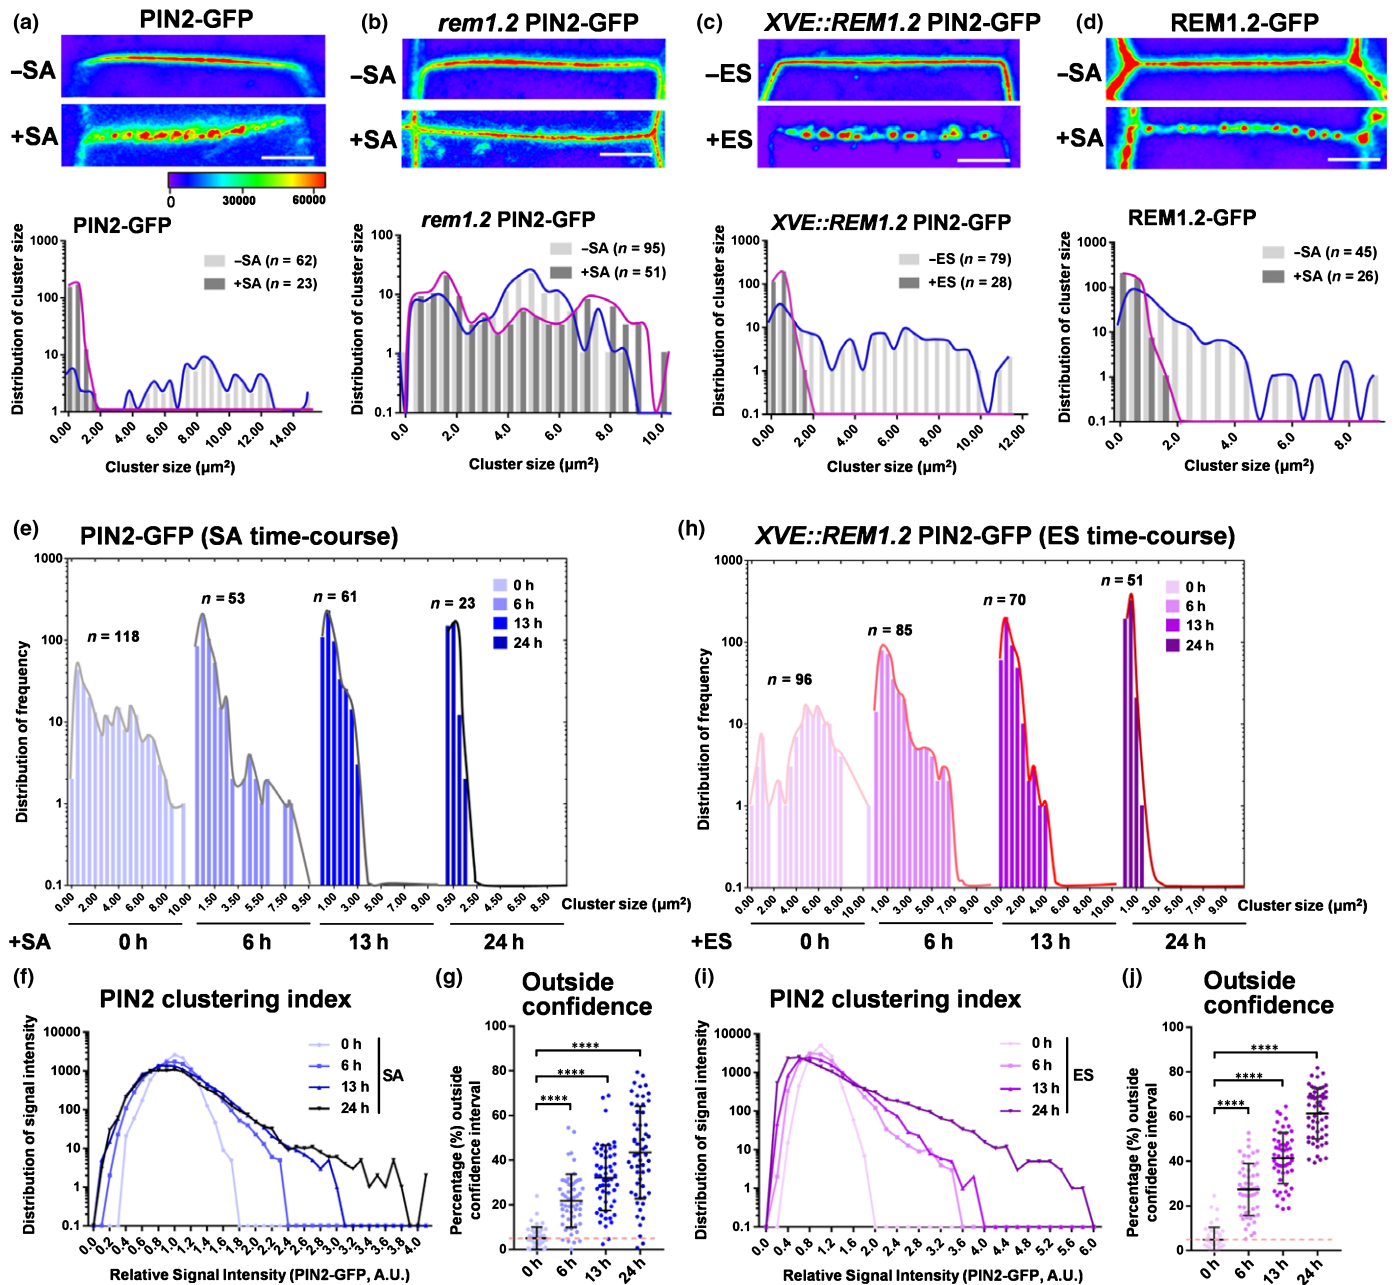 (a) PIN2-GFP
–SA
+SA
0 30000 60000
(b) rem1.2 PIN2-GFP
–SA
+SA
(c) XVE::REM1.2 PIN2-GFP
–ES
+ES
(d) REM1.2-GFP
–SA
+SA
PIN2-GFP
Distribution of cluster size
1000
100
10
1
–SA (n = 62)
+SA (n = 23)
0.00 2.00 4.00 6.00 8.00 10.00 12.00 14.00
Cluster size (µm²)
rem1.2 PIN2-GFP
Distribution of cluster size
100
10
1
0.1
–SA (n = 95)
+SA (n = 51)
0.0 2.0 4.0 6.0 8.0 10.0
Cluster size (µm²)
XVE::REM1.2 PIN2-GFP
Distribution of cluster size
1000
100
10
1
0.1
–ES (n = 79)
+ES (n = 28)
0.00 2.00 4.00 6.00 8.00 10.00 12.00
Cluster size (µm²)
REM1.2-GFP
Distribution of cluster size
1000
100
10
1
0.1
–SA (n = 45)
+SA (n = 26)
0.0 2.0 4.0 6.0 8.0
Cluster size (µm²)
(e) PIN2-GFP (SA time-course)
Distribution of frequency
1000
100
10
1
0.1
n = 118
n = 53
n = 61
n = 23
0 h
6 h
13 h
24 h
0.00 2.00 4.00 6.00 8.00 10.00 1.50 3.50 5.50 7.50 9.50 1.00 3.00 5.00 7.00 9.00 0.50 2.50 4.50 6.50 8.50 Cluster size (µm²)
+SA 0 h 6 h 13 h 24 h
(h) XVE::REM1.2 PIN2-GFP (ES time-course)
Distribution of frequency
1000
100
10
1
0.1
n = 96
n = 85
n = 70
n = 51
0 h
6 h
13 h
24 h
0.00 2.00 4.00 6.00 8.00 10.00 1.00 3.00 5.00 7.00 9.00 0.00 2.00 4.00 6.00 8.00 10.00 1.00 3.00 5.00 7.00 9.00 Cluster size (µm²)
+ES 0 h 6 h 13 h 24 h
(f) PIN2 clustering index
Distribution of signal intensity
10000
1000
100
10
1
0.1
0 h
6 h
13 h
24 h
SA
0.0 0.2 0.4 0.6 0.8 1.0 1.2 1.4 1.6 1.8 2.0 2.2 2.4 2.6 2.8 3.0 3.2 3.4 3.6 3.8 4.0
Relative Signal Intensity (PIN2-GFP, A.U.)
(g) Outside
confidence
Percentage (%) outside
confidence interval
100
80
60
40
20
0
****
****
****
0 h 6 h 13 h 24 h
(i) PIN2 clustering index
Distribution of signal intensity
10000
1000
100
10
1
0.1
0 h
6 h
13 h
24 h
ES
0.0 0.4 0.8 1.2 1.6 2.0 2.4 2.8 3.2 3.6 4.0 4.4 4.8 5.2 5.6 6.0
Relative Signal Intensity (PIN2-GFP, A.U.)
(j) Outside
confidence
Percentage (%) outside
confidence interval
100
80
60
40
20
0
****
****
****
0 h 6 h 13 h 24 h